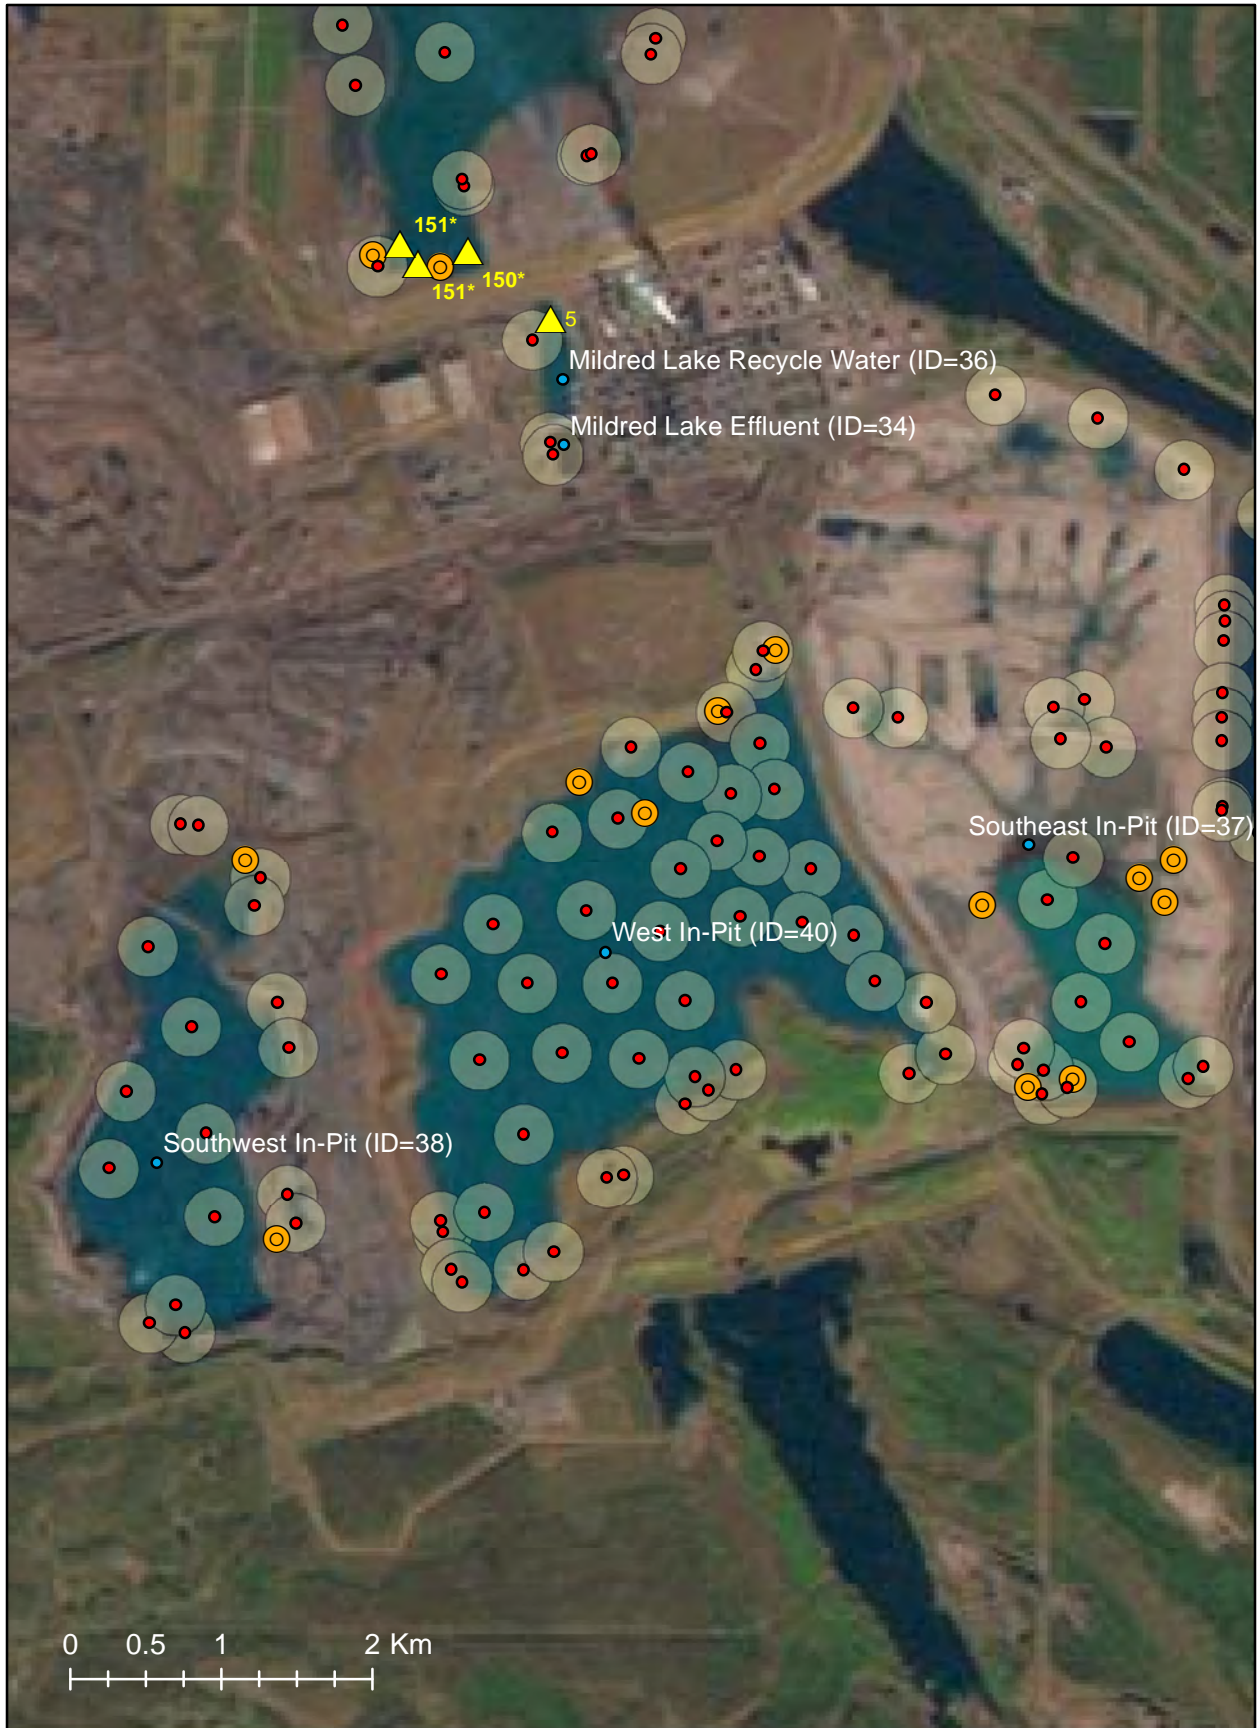 151*
150*
151*
5
Mildred Lake Recycle Water (ID=36)
Mildred Lake Effluent (ID=34)
Southeast In-Pit (ID=37)
West In-Pit (ID=40)
Southwest In-Pit (ID=38)
0 0.5 1 2 Km